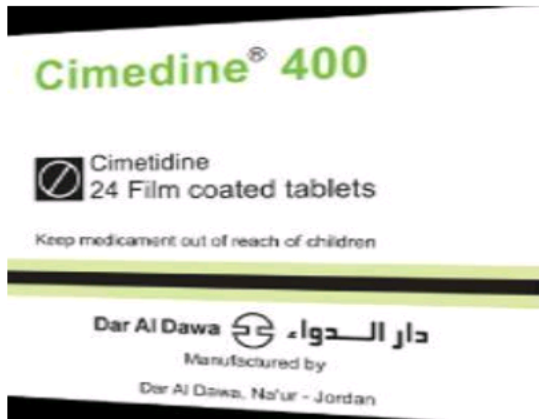 Cimedine® 400
Cimetidine
24 Film coated tablets
Keep medicament out of reach of children
Dar Al Dawa دار الـــدواء
Manufactured by
Dar Al Dawa, Na'ur - Jordan